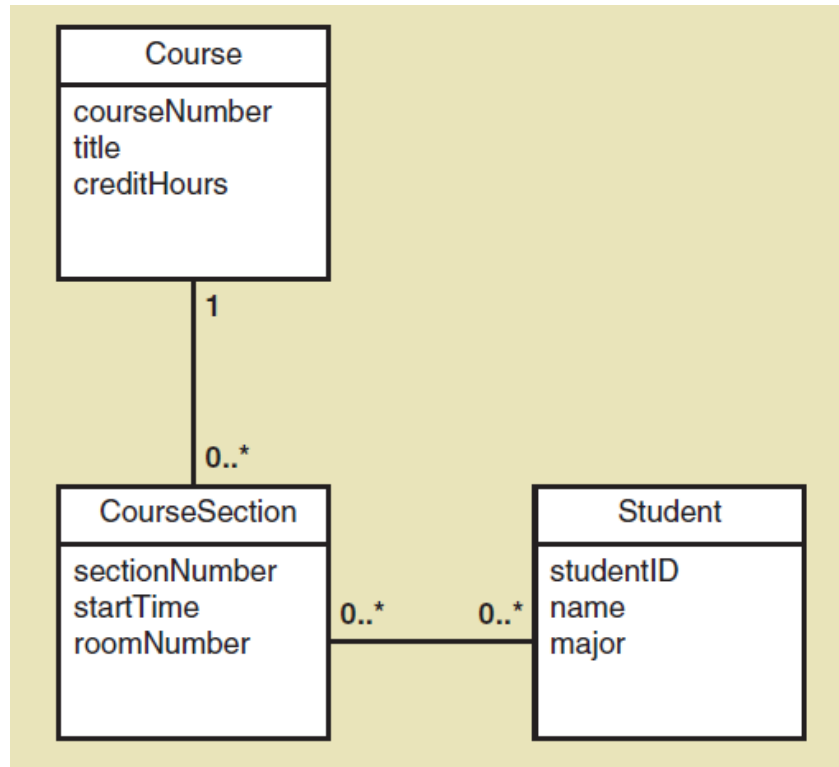 Course
courseNumber
title
creditHours
1
0..*
CourseSection
sectionNumber
startTime
roomNumber
0..*
0..*
Student
studentID
name
major